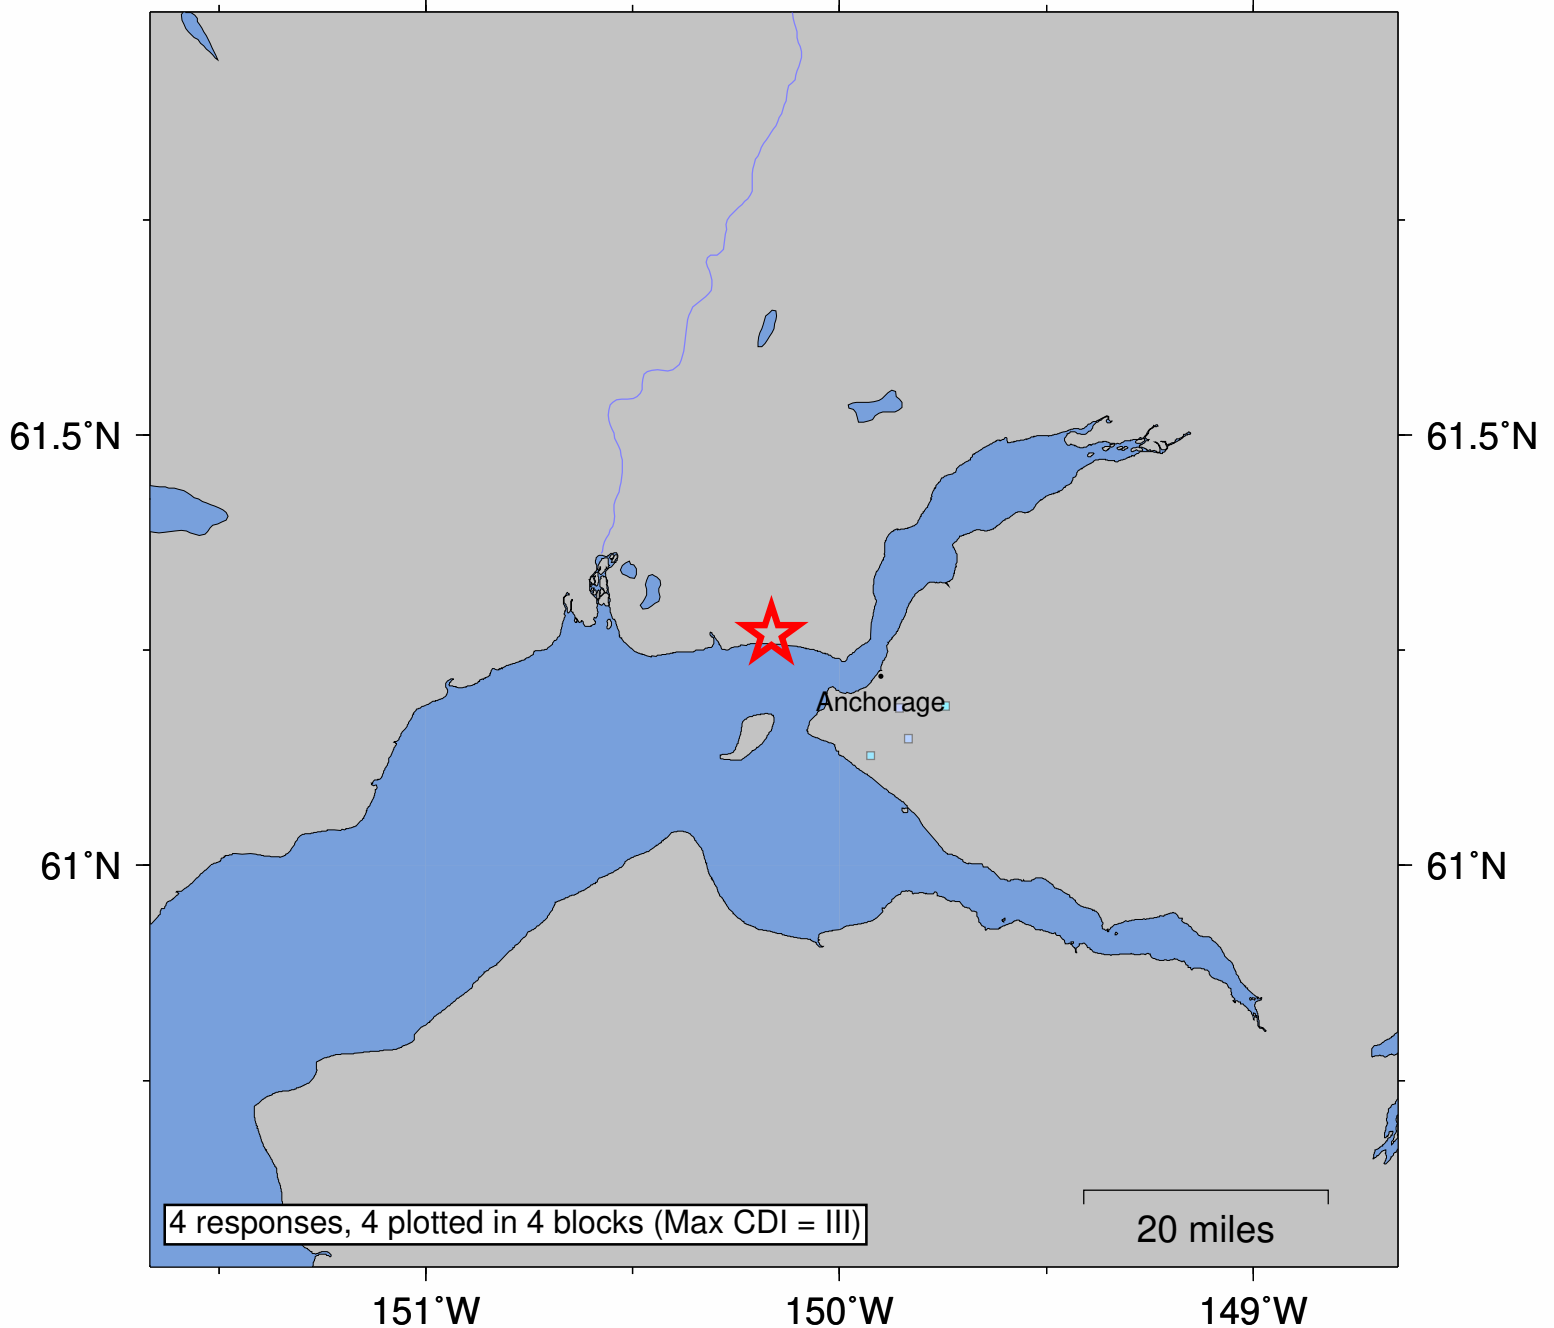 61.5˚N
61.5˚N
Anchorage
61˚N
61˚N
4 responses, 4 plotted in 4 blocks (Max CDI = III)
20 miles
151˚W
150˚W
149˚W